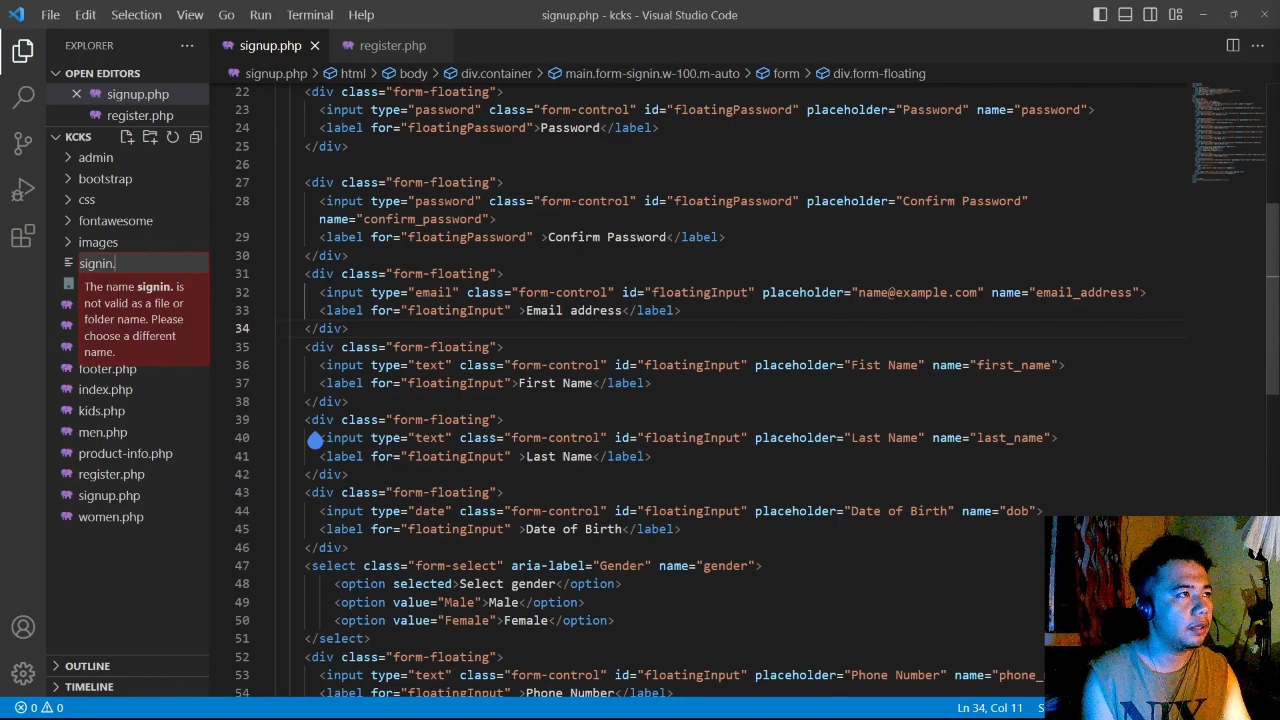 File Edit Selection View Go Run Terminal Help signup.php - kcks - Visual Studio Code
EXPLORER
OPEN EDITORS
signup.php
register.php
KCKS
admin
bootstrap
css
fontawesome
images
signin.
The name signin. is
not valid as a file or
folder name. Please
choose a different
name.
footer.php
index.php
kids.php
men.php
product-info.php
register.php
signup.php
women.php
OUTLINE
TIMELINE
signup.php register.php
signup.php > html > body > div.container > main.form-signin.w-100.m-auto > form > div.form-floating
22 <div class="form-floating">
23 <input type="password" class="form-control" id="floatingPassword" placeholder="Password" name="password">
24 <label for="floatingPassword">Password</label>
25 </div>
26
27 <div class="form-floating">
28 <input type="password" class="form-control" id="floatingPassword" placeholder="Confirm Password"
name="confirm_password">
29 <label for="floatingPassword" >Confirm Password</label>
30 </div>
31 <div class="form-floating">
32 <input type="email" class="form-control" id="floatingInput" placeholder="name@example.com" name="email_address">
33 <label for="floatingInput" >Email address</label>
34 </div>
35 <div class="form-floating">
36 <input type="text" class="form-control" id="floatingInput" placeholder="Fist Name" name="first_name">
37 <label for="floatingInput">First Name</label>
38 </div>
39 <div class="form-floating">
40 input type="text" class="form-control" id="floatingInput" placeholder="Last Name" name="last_name">
41 <label for="floatingInput" >Last Name</label>
42 </div>
43 <div class="form-floating">
44 <input type="date" class="form-control" id="floatingInput" placeholder="Date of Birth" name="dob">
45 <label for="floatingInput" >Date of Birth</label>
46 </div>
47 <select class="form-select" aria-label="Gender" name="gender">
48 <option selected>Select gender</option>
49 <option value="Male">Male</option>
50 <option value="Female">Female</option>
51 </select>
52 <div class="form-floating">
53 <input type="text" class="form-control" id="floatingInput" placeholder="Phone Number" name="phone_
54 <label for="floatingInput" >Phone Number</label>
0 0 Ln 34, Col 11